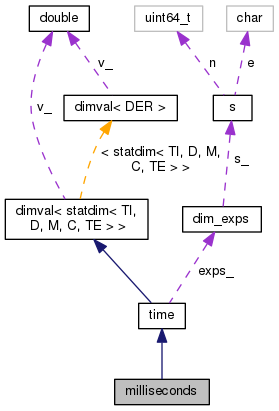 double
uint64_t
char
v_
n
e
v_
dimval< DER >
s
< statdim< TI, D, M,
C, TE > >
s_
dimval< statdim< TI,
D, M, C, TE > >
dim_exps
exps_
time
milliseconds